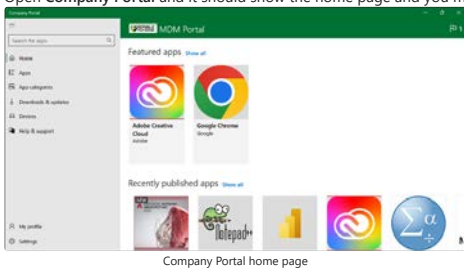 Open Company Portal and it should show the home page and you m
Company Portal
MDM Portal
1
Search for apps
Home
Apps
App categories
Downloads & updates
Devices
Help & support
My profile
Settings
Featured apps Show all
Adobe Creative Cloud
Adobe
Google Chrome
Google
Recently published apps Show all
Notepad++
Σ α ÷
Company Portal home page